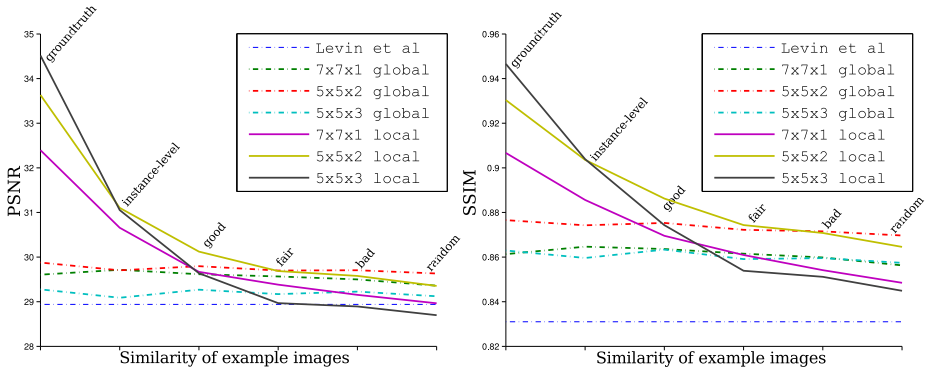 PSNR
35
34
33
32
31
30
29
28
groundtruth
instance-level
good
fair
bad
random
Levin et al
7x7x1 global
5x5x2 global
5x5x3 global
7x7x1 local
5x5x2 local
5x5x3 local
Similarity of example images
SSIM
0.96
0.94
0.92
0.9
0.88
0.86
0.84
0.82
groundtruth
instance-level
good
fair
bad
random
Levin et al
7x7x1 global
5x5x2 global
5x5x3 global
7x7x1 local
5x5x2 local
5x5x3 local
Similarity of example images